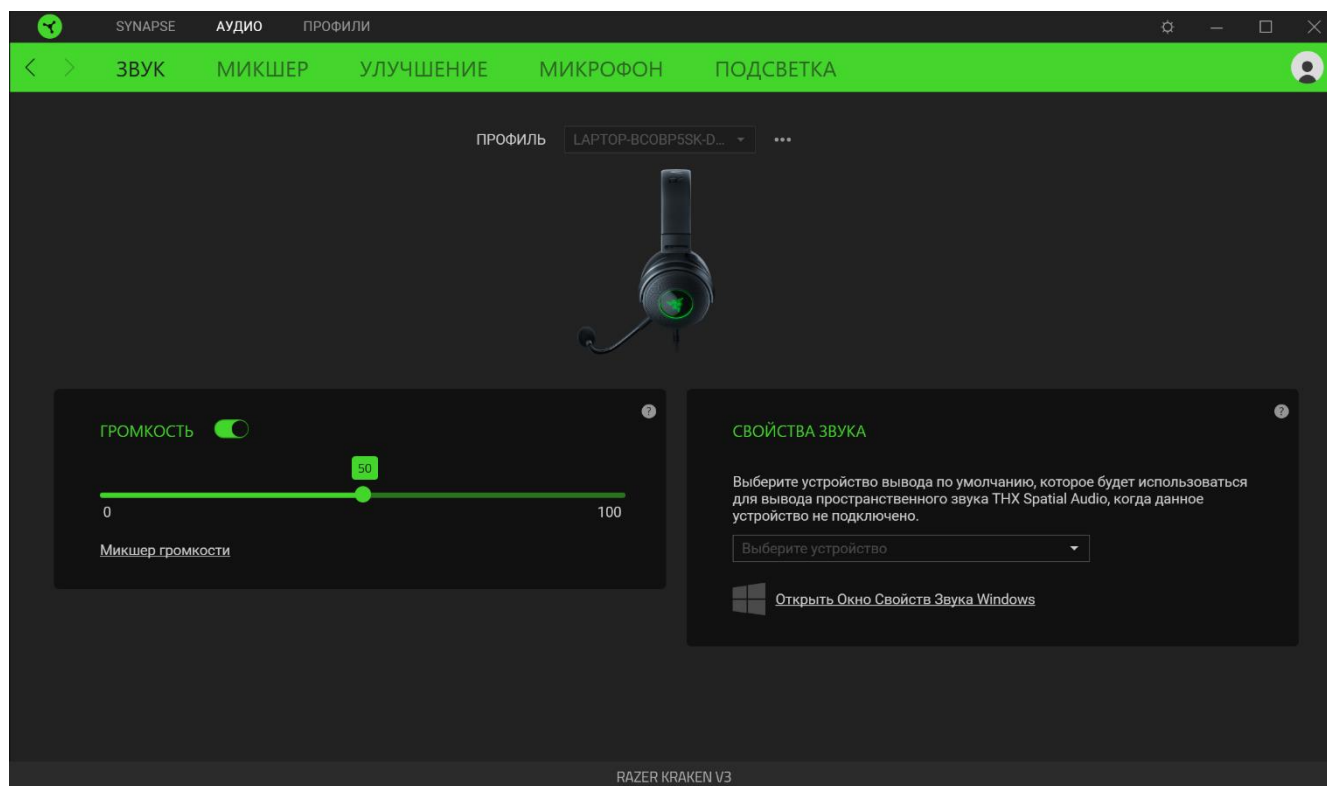 SYNAPSE АУДИО ПРОФИЛИ
ЗВУК МИКШЕР УЛУЧШЕНИЕ МИКРОФОН ПОДСВЕТКА
ПРОФИЛЬ LAPTOP-BCOBP5SK-D...
ГРОМКОСТЬ
50
0 100
Микшер громкости
СВОЙСТВА ЗВУКА
Выберите устройство вывода по умолчанию, которое будет использоваться
для вывода пространственного звука THX Spatial Audio, когда данное
устройство не подключено.
Выберите устройство
Открыть Окно Свойств Звука Windows
RAZER KRAKEN V3